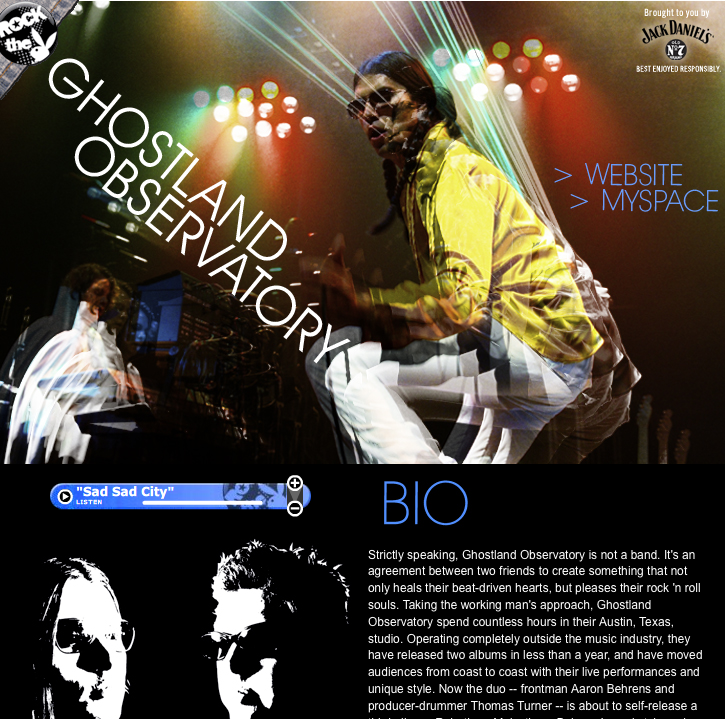 ROCK
the
Brought to you by
JACK DANIEL'S
OLD
Nº7
BEST ENJOYED RESPONSIBLY.
GHOSTLAND
OBSERVATORY
> WEBSITE
> MYSPACE
"Sad Sad City"
LISTEN
BIO
Strictly speaking, Ghostland Observatory is not a band. It's an
agreement between two friends to create something that not
only heals their beat-driven hearts, but pleases their rock 'n roll
souls. Taking the working man's approach, Ghostland
Observatory spend countless hours in their Austin, Texas,
studio. Operating completely outside the music industry, they
have released two albums in less than a year, and have moved
audiences from coast to coast with their live performances and
unique style. Now the duo -- frontman Aaron Behrens and
producer-drummer Thomas Turner -- is about to self-release a